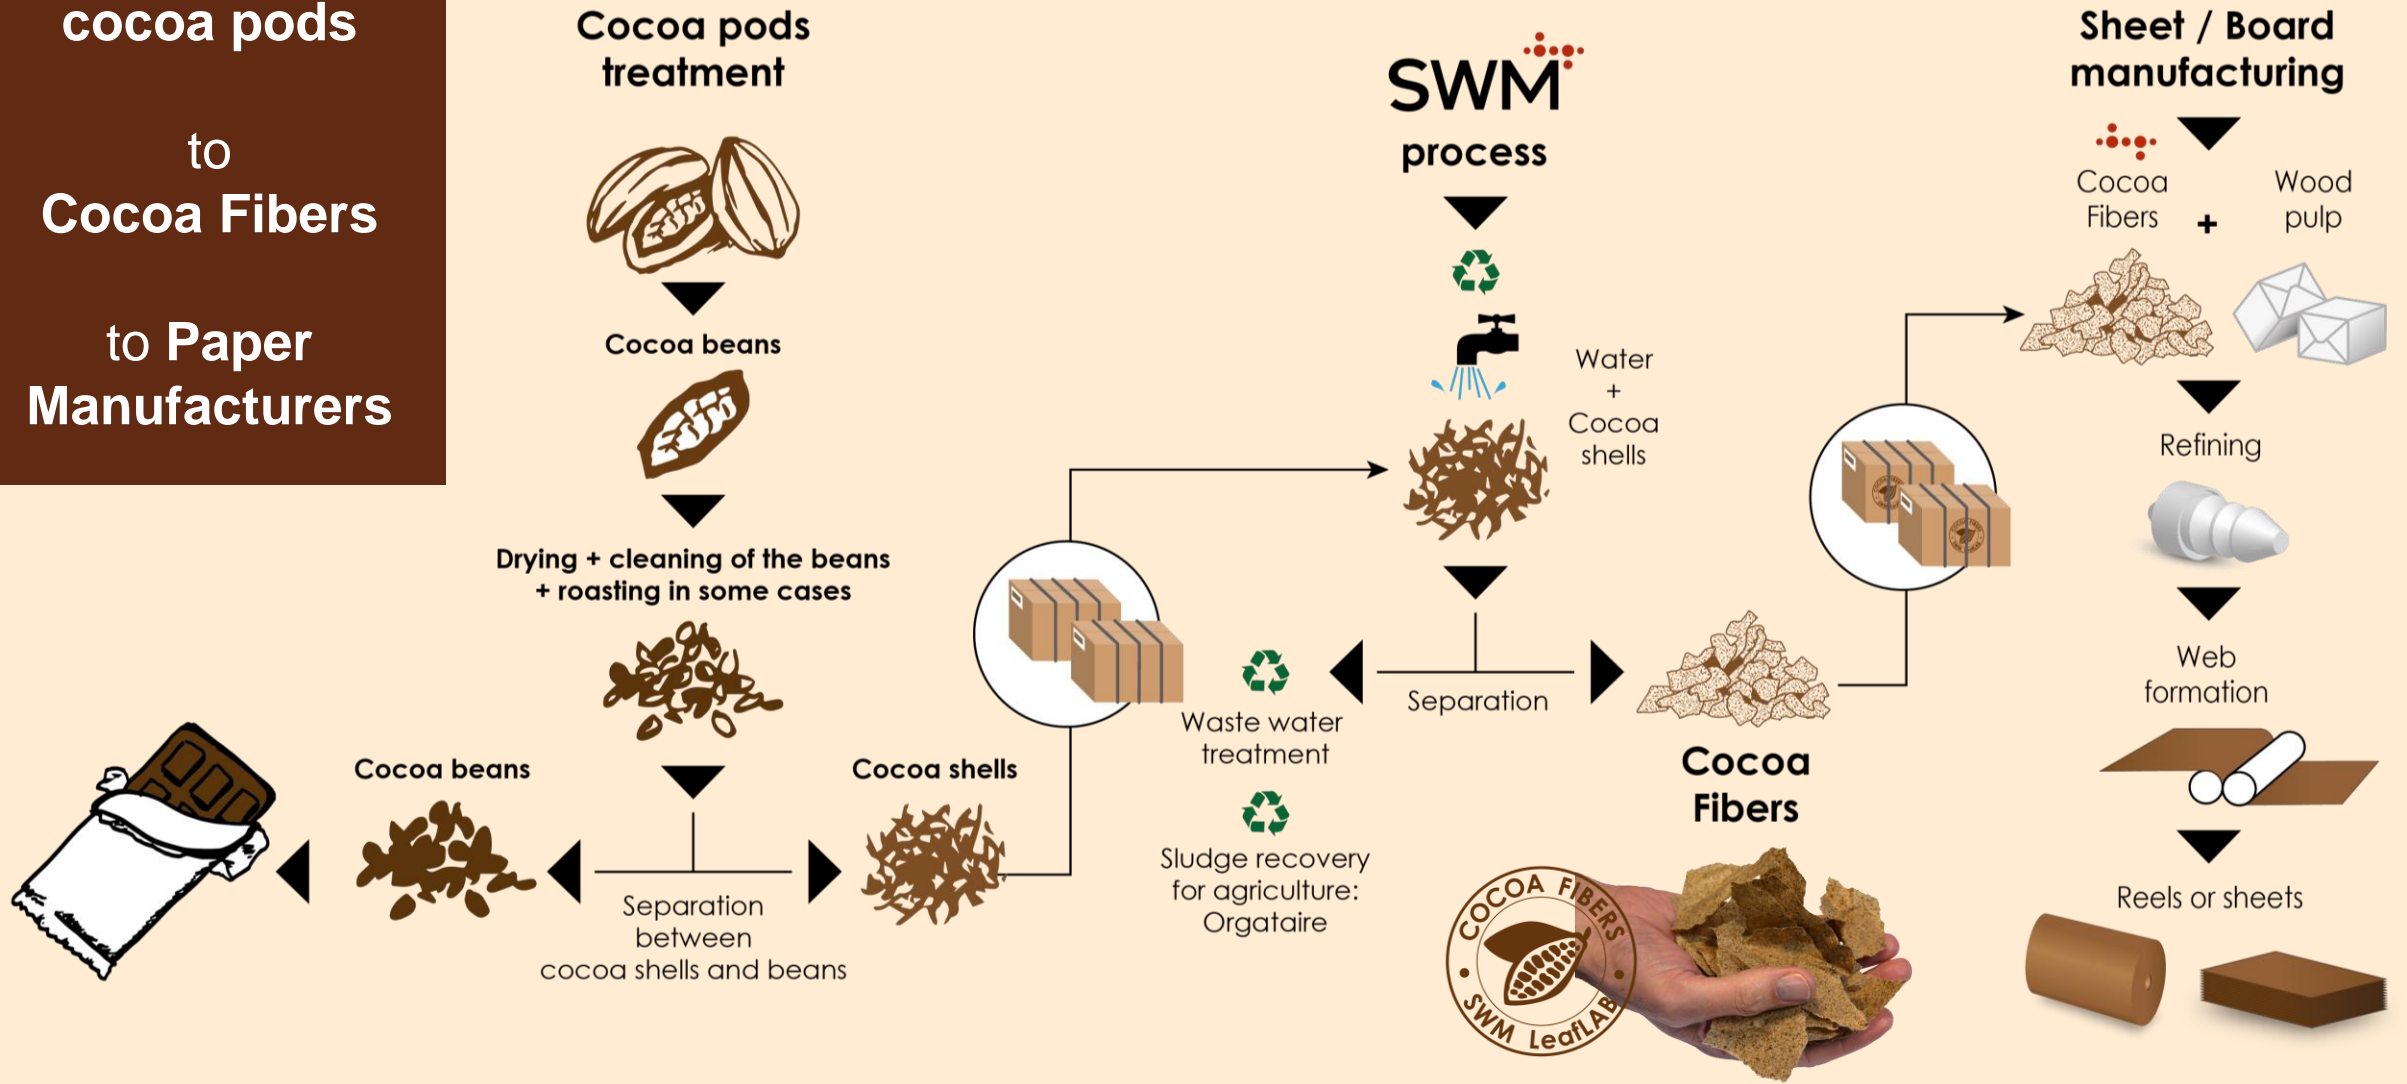 cocoa pods
to
Cocoa Fibers
to Paper
Manufacturers
Cocoa pods
treatment
Cocoa beans
Drying + cleaning of the beans
+ roasting in some cases
Cocoa beans
Cocoa shells
Separation
between
cocoa shells and beans
SWM
process
Water
+
Cocoa
shells
Separation
Waste water
treatment
Sludge recovery
for agriculture:
Orgataire
Cocoa
Fibers
COCOA FIBERS
SWM LeafLAB
Sheet / Board
manufacturing
Cocoa
Fibers
+
Wood
pulp
Refining
Web
formation
Reels or sheets